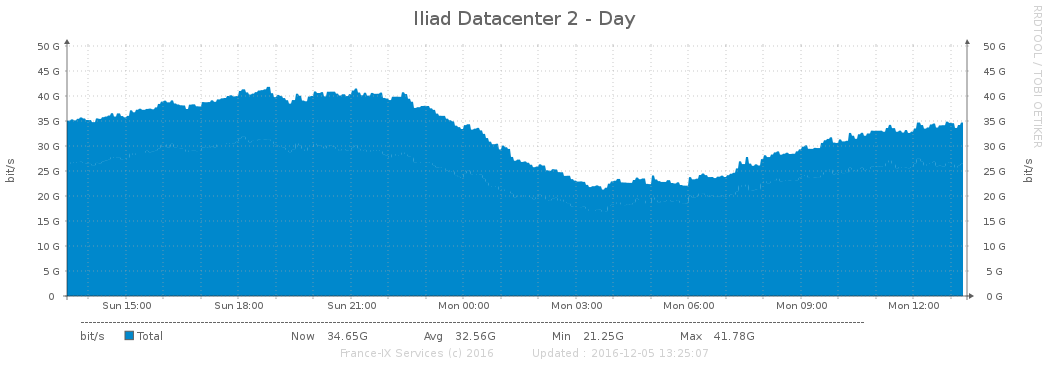 Iliad Datacenter 2 - Day
RRDTOOL / TOBI OETIKER
50 G 50 G
45 G 45 G
40 G 40 G
35 G 35 G
30 G 30 G
25 G 25 G
20 G 20 G
15 G 15 G
10 G 10 G
5 G 5 G
0 0 G
bit/s bit/s
Sun 15:00 Sun 18:00 Sun 21:00 Mon 00:00 Mon 03:00 Mon 06:00 Mon 09:00 Mon 12:00
bit/s Total Now 34.65G Avg 32.56G Min 21.25G Max 41.78G
France-IX Services (c) 2016 Updated : 2016-12-05 13:25:07